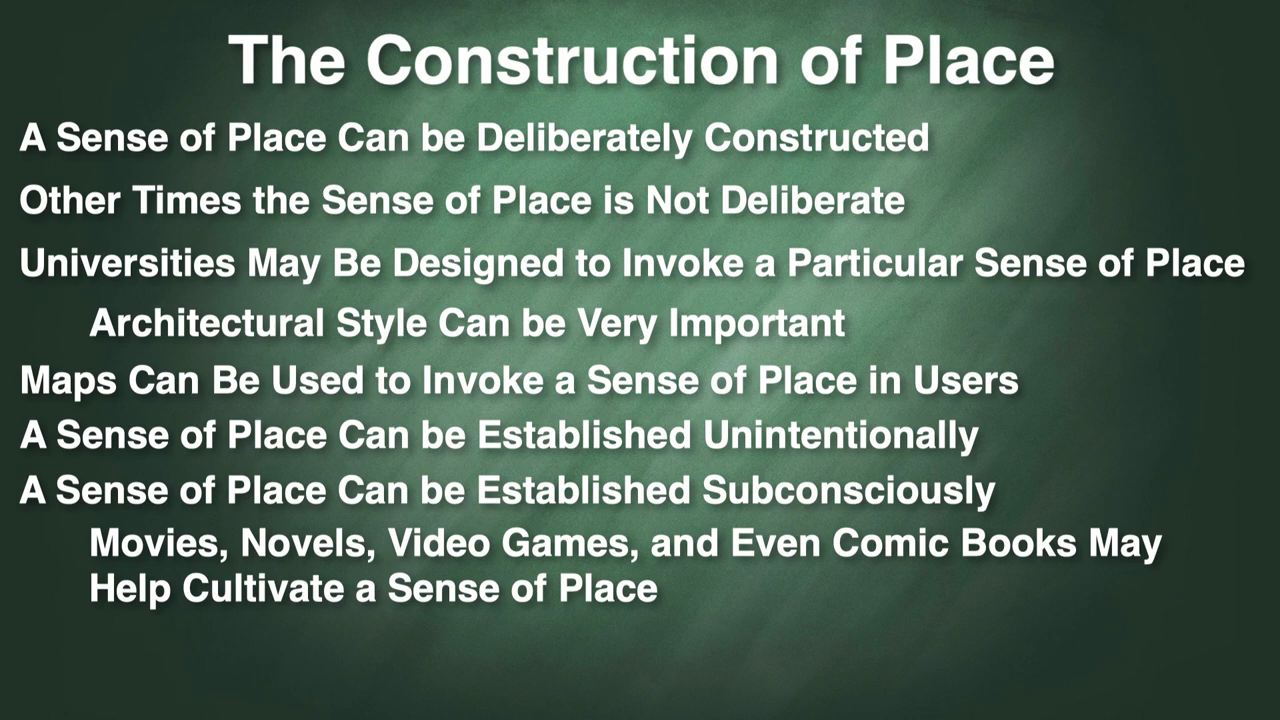 The Construction of Place
A Sense of Place Can be Deliberately Constructed
Other Times the Sense of Place is Not Deliberate
Universities May Be Designed to Invoke a Particular Sense of Place
Architectural Style Can be Very Important
Maps Can Be Used to Invoke a Sense of Place in Users
A Sense of Place Can be Established Unintentionally
A Sense of Place Can be Established Subconsciously
Movies, Novels, Video Games, and Even Comic Books May
Help Cultivate a Sense of Place